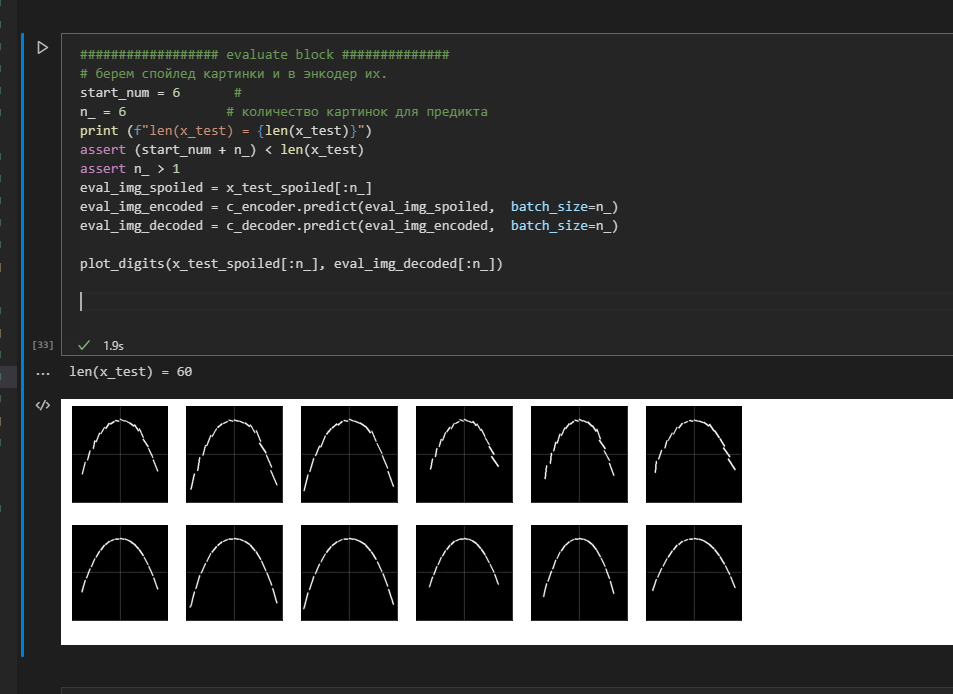 ################## evaluate block ##############
# берем спойлед картинки и в энкодер их.
start_num = 6       #
n_ = 6             # количество картинок для предикта
print (f"len(x_test) = {len(x_test)}")
assert (start_num + n_) < len(x_test)
assert n_ > 1
eval_img_spoiled = x_test_spoiled[:n_]
eval_img_encoded = c_encoder.predict(eval_img_spoiled,  batch_size=n_)
eval_img_decoded = c_decoder.predict(eval_img_encoded,  batch_size=n_)
plot_digits(x_test_spoiled[:n_], eval_img_decoded[:n_])
[33] 1.9s
len(x_test) = 60